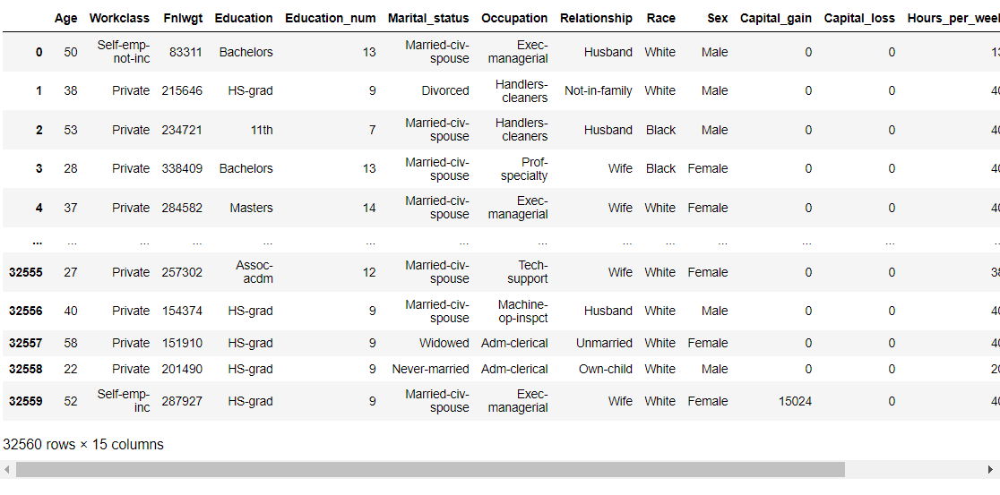 Age Workclass Fnlwgt Education Education_num Marital_status Occupation Relationship Race Sex Capital_gain Capital_loss Hours_per_week
0 50 Self-emp-not-inc 83311 Bachelors 13 Married-civ-spouse Exec-managerial Husband White Male 0 0 13
1 38 Private 215646 HS-grad 9 Divorced Handlers-cleaners Not-in-family White Male 0 0 40
2 53 Private 234721 11th 7 Married-civ-spouse Handlers-cleaners Husband Black Male 0 0 40
3 28 Private 338409 Bachelors 13 Married-civ-spouse Prof-specialty Wife Black Female 0 0 40
4 37 Private 284582 Masters 14 Married-civ-spouse Exec-managerial Wife White Female 0 0 40
... ... ... ... ... ... ... ... ... ... ... ... ... ...
32555 27 Private 257302 Assoc-acdm 12 Married-civ-spouse Tech-support Wife White Female 0 0 38
32556 40 Private 154374 HS-grad 9 Married-civ-spouse Machine-op-inspct Husband White Male 0 0 40
32557 58 Private 151910 HS-grad 9 Widowed Adm-clerical Unmarried White Female 0 0 40
32558 22 Private 201490 HS-grad 9 Never-married Adm-clerical Own-child White Male 0 0 20
32559 52 Self-emp-inc 287927 HS-grad 9 Married-civ-spouse Exec-managerial Wife White Female 15024 0 40
32560 rows × 15 columns